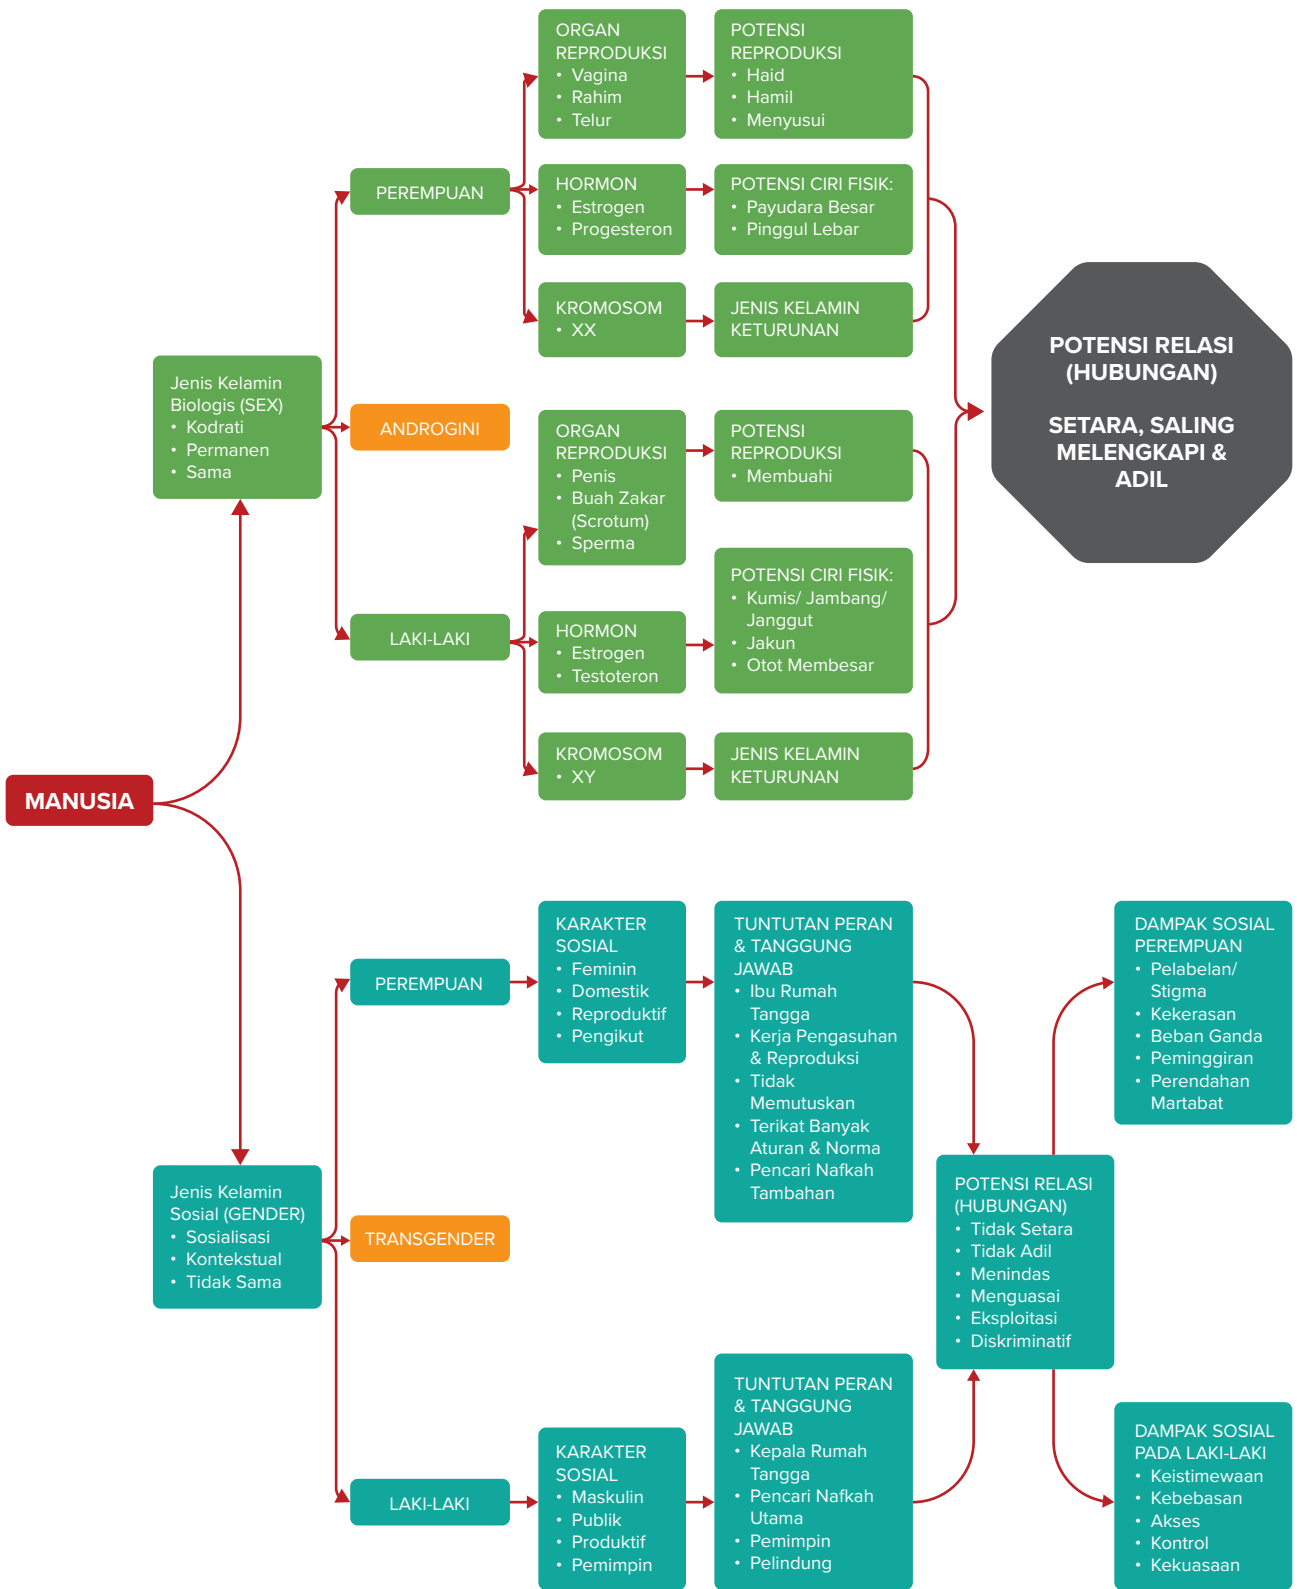 MANUSIA
Jenis Kelamin
Biologis (SEX)
• Kodrati
• Permanen
• Sama
PEREMPUAN
ORGAN
REPRODUKSI
• Vagina
• Rahim
• Telur
POTENSI
REPRODUKSI
• Haid
• Hamil
• Menyusui
HORMON
• Estrogen
• Progesteron
POTENSI CIRI FISIK:
• Payudara Besar
• Pinggul Lebar
KROMOSOM
• XX
JENIS KELAMIN
KETURUNAN
ANDROGINI
LAKI-LAKI
ORGAN
REPRODUKSI
• Penis
• Buah Zakar
(Scrotum)
• Sperma
POTENSI
REPRODUKSI
• Membuahi
HORMON
• Estrogen
• Testoteron
POTENSI CIRI FISIK:
• Kumis/ Jambang/
Janggut
• Jakun
• Otot Membesar
KROMOSOM
• XY
JENIS KELAMIN
KETURUNAN
POTENSI RELASI
(HUBUNGAN)
SETARA, SALING
MELENGKAPI &
ADIL
Jenis Kelamin
Sosial (GENDER)
• Sosialisasi
• Kontekstual
• Tidak Sama
PEREMPUAN
KARAKTER
SOSIAL
• Feminin
• Domestik
• Reproduktif
• Pengikut
TUNTUTAN PERAN
& TANGGUNG
JAWAB
• Ibu Rumah
Tangga
• Kerja Pengasuhan
& Reproduksi
• Tidak
Memutuskan
• Terikat Banyak
Aturan & Norma
• Pencari Nafkah
Tambahan
TRANSGENDER
LAKI-LAKI
KARAKTER
SOSIAL
• Maskulin
• Publik
• Produktif
• Pemimpin
TUNTUTAN PERAN
& TANGGUNG
JAWAB
• Kepala Rumah
Tangga
• Pencari Nafkah
Utama
• Pemimpin
• Pelindung
POTENSI RELASI
(HUBUNGAN)
• Tidak Setara
• Tidak Adil
• Menindas
• Menguasai
• Eksploitasi
• Diskriminatif
DAMPAK SOSIAL
PEREMPUAN
• Pelabelan/
Stigma
• Kekerasan
• Beban Ganda
• Peminggiran
• Perendahan
Martabat
DAMPAK SOSIAL
PADA LAKI-LAKI
• Keistimewaan
• Kebebasan
• Akses
• Kontrol
• Kekuasaan